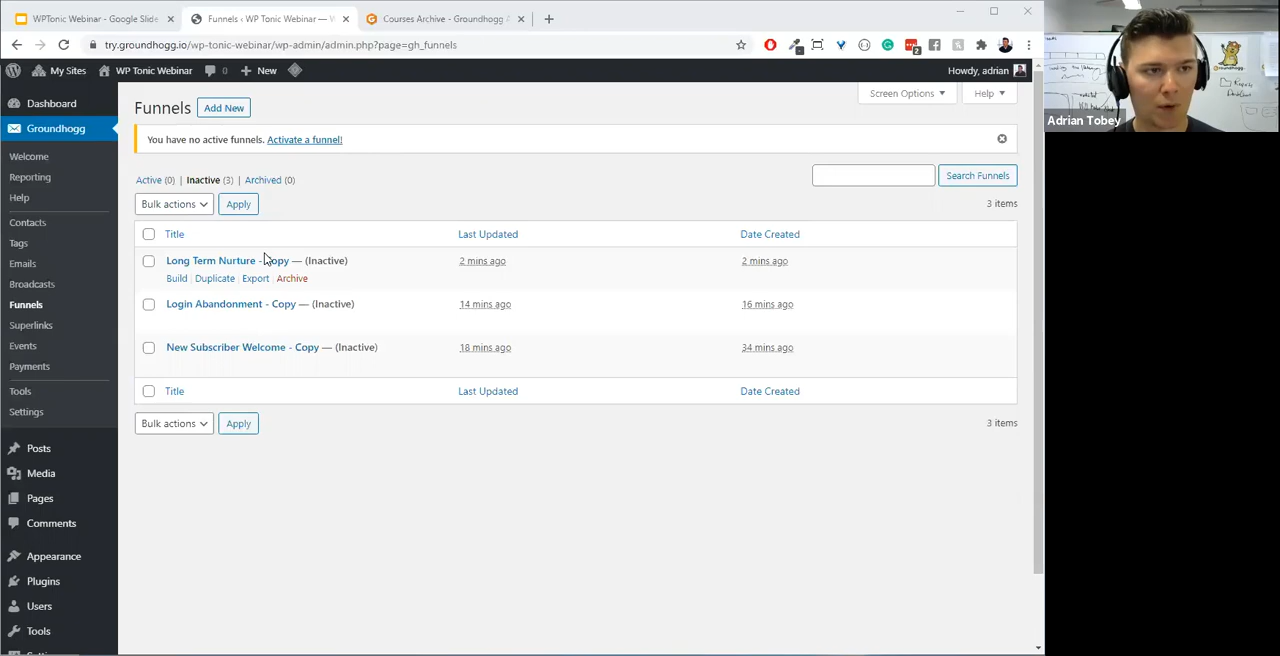 WPTonic Webinar - Google Slide
Funnels ‹ WP Tonic Webinar — W
Courses Archive - Groundhogg A
try.groundhogg.io/wp-tonic-webinar/wp-admin/admin.php?page=gh_funnels
2
My Sites
WP Tonic Webinar
0
New
Howdy, adrian
Dashboard
Groundhogg
Welcome
Reporting
Help
Contacts
Tags
Emails
Broadcasts
Funnels
Superlinks
Events
Payments
Tools
Settings
Posts
Media
Pages
Comments
Appearance
Plugins
Users
Tools
Funnels
Add New
Screen Options
Help
You have no active funnels. Activate a funnel!
Active (0) | Inactive (3) | Archived (0)
Search Funnels
Bulk actions
Apply
3 items
Title
Last Updated
Date Created
Long Term Nurture - Copy — (Inactive)
2 mins ago
2 mins ago
Build | Duplicate | Export | Archive
Login Abandonment - Copy — (Inactive)
14 mins ago
16 mins ago
New Subscriber Welcome - Copy — (Inactive)
18 mins ago
34 mins ago
Title
Last Updated
Date Created
Bulk actions
Apply
3 items
Adrian Tobey